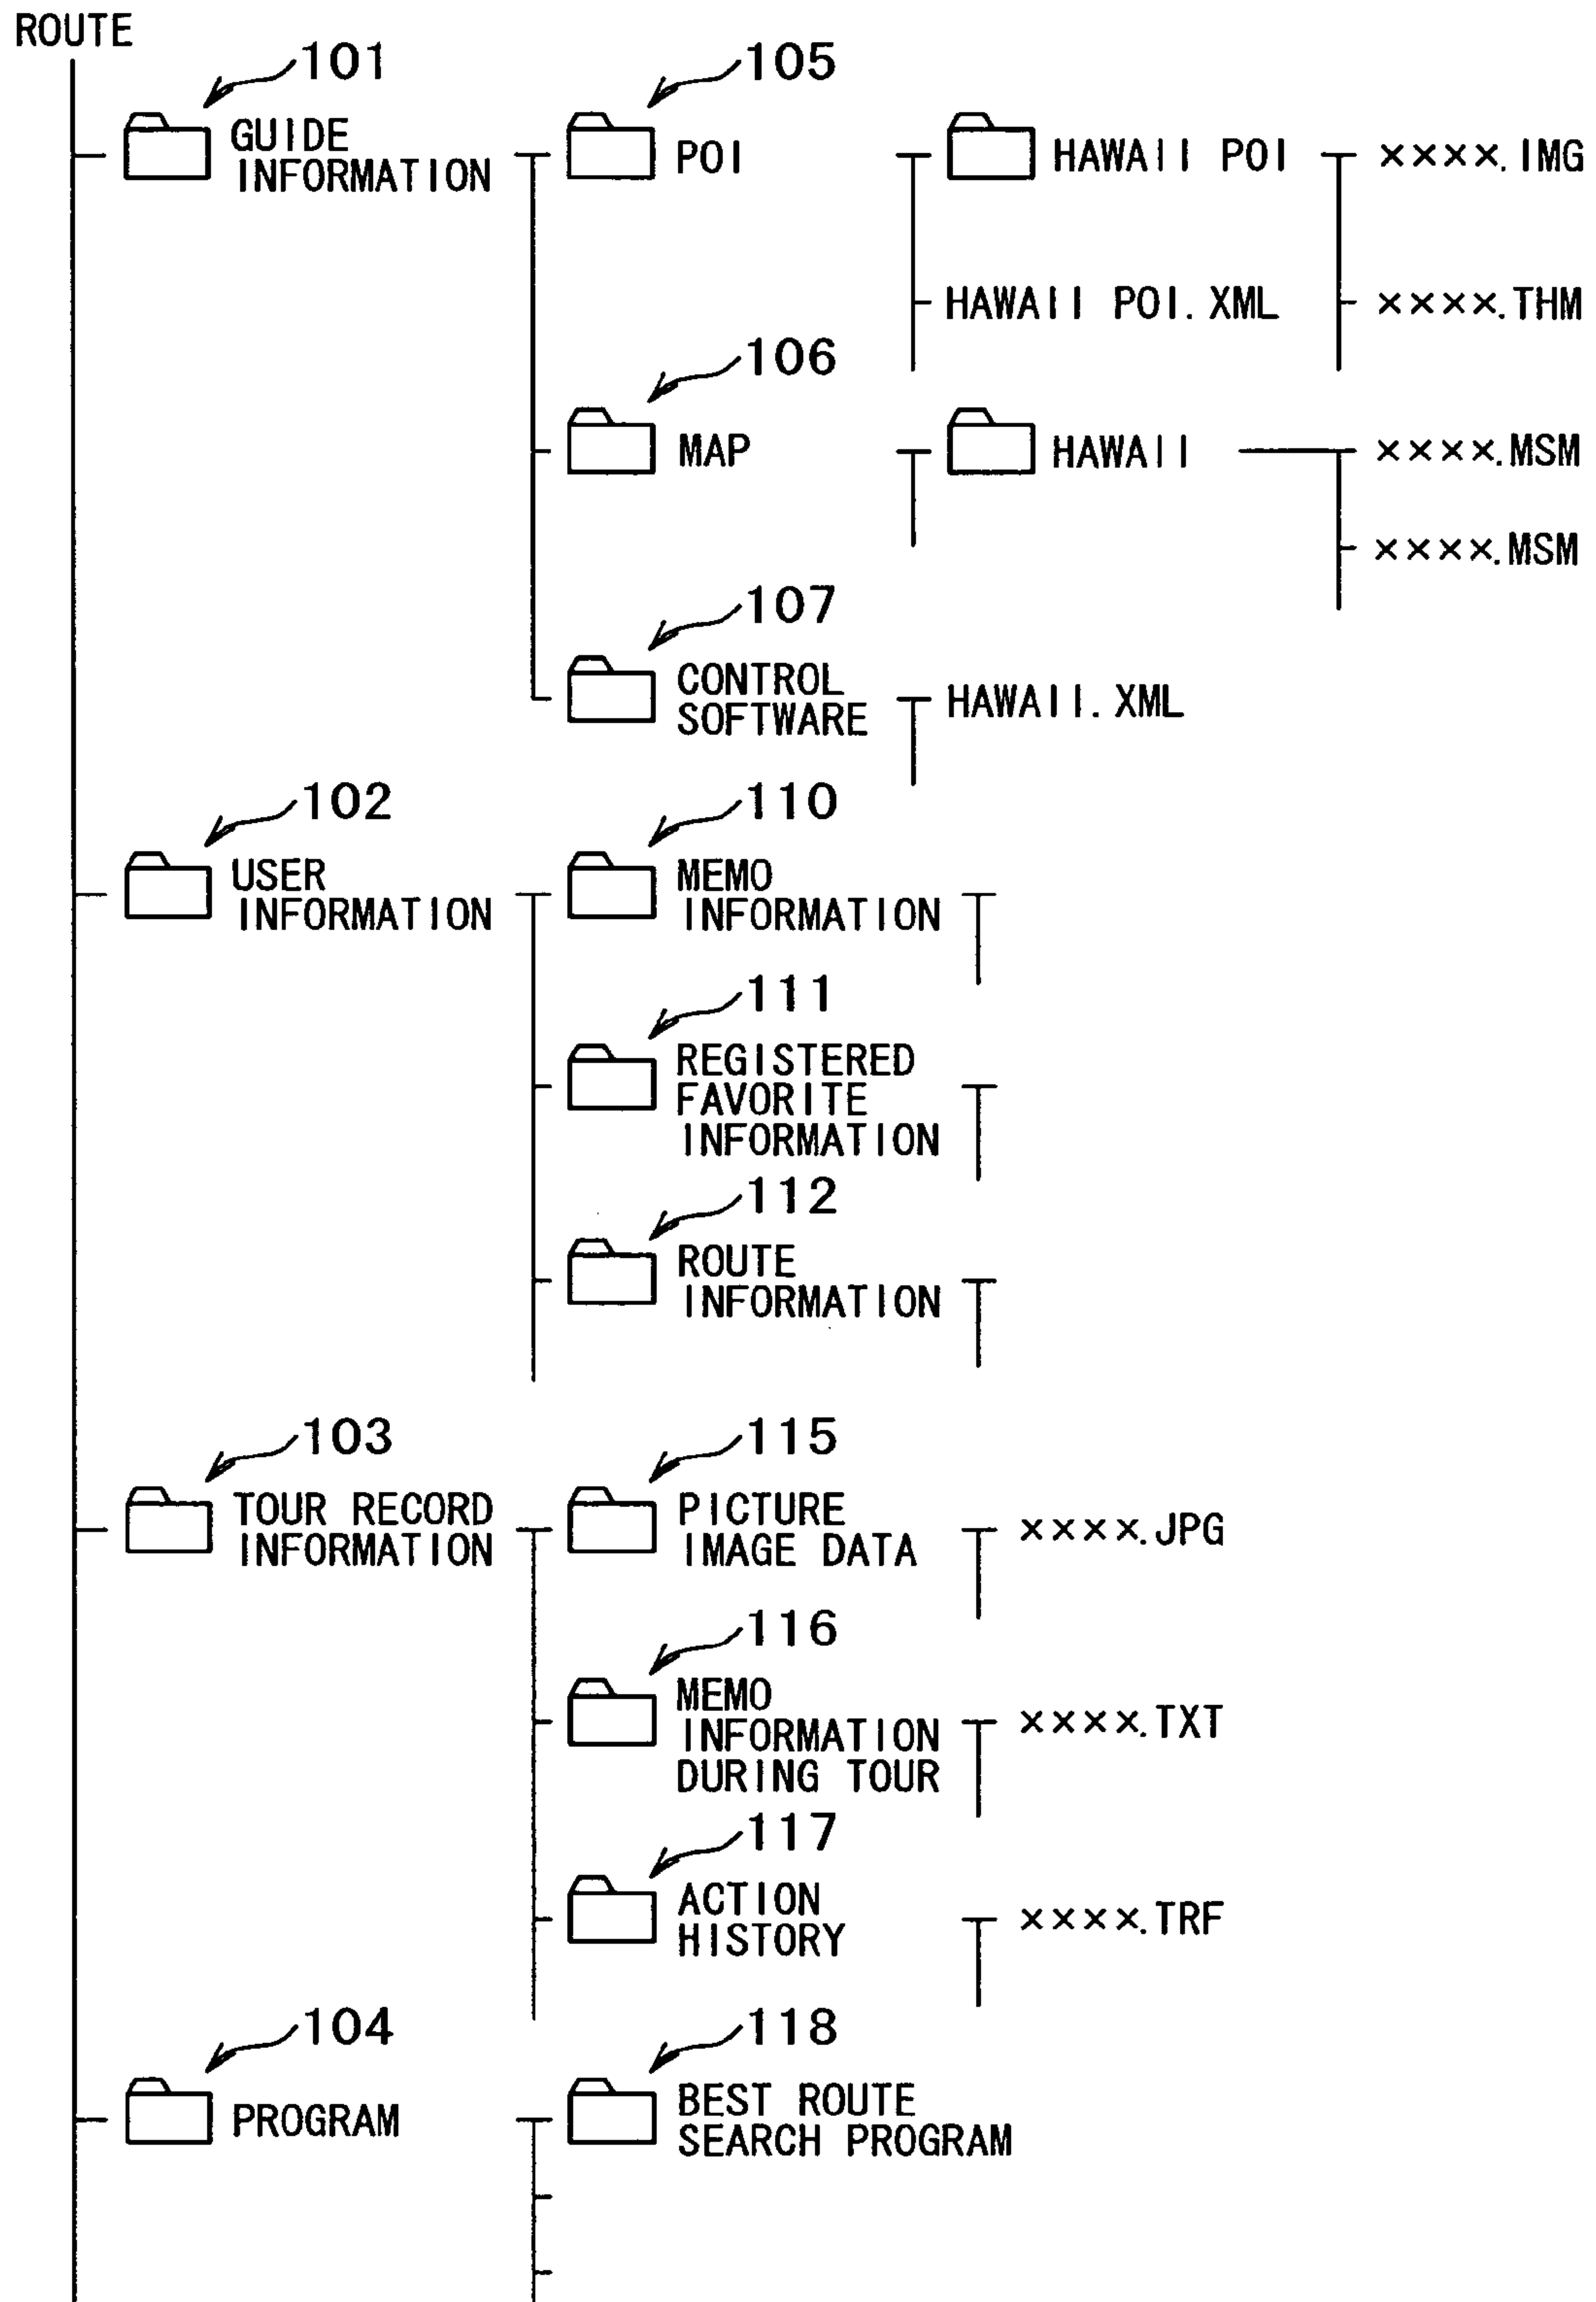 ROUTE
101
105
GUIDE
INFORMATION
POI
HAWAII POI
××××.IMG
HAWAII POI.XML
××××.THM
106
MAP
HAWAII
××××.MSM
××××.MSM
107
CONTROL
SOFTWARE
HAWAII.XML
102
110
USER
INFORMATION
MEMO
INFORMATION
111
REGISTERED
FAVORITE
INFORMATION
112
ROUTE
INFORMATION
103
115
TOUR RECORD
INFORMATION
PICTURE
IMAGE DATA
××××.JPG
116
MEMO
INFORMATION
DURING TOUR
××××.TXT
117
ACTION
HISTORY
××××.TRF
104
118
PROGRAM
BEST ROUTE
SEARCH PROGRAM